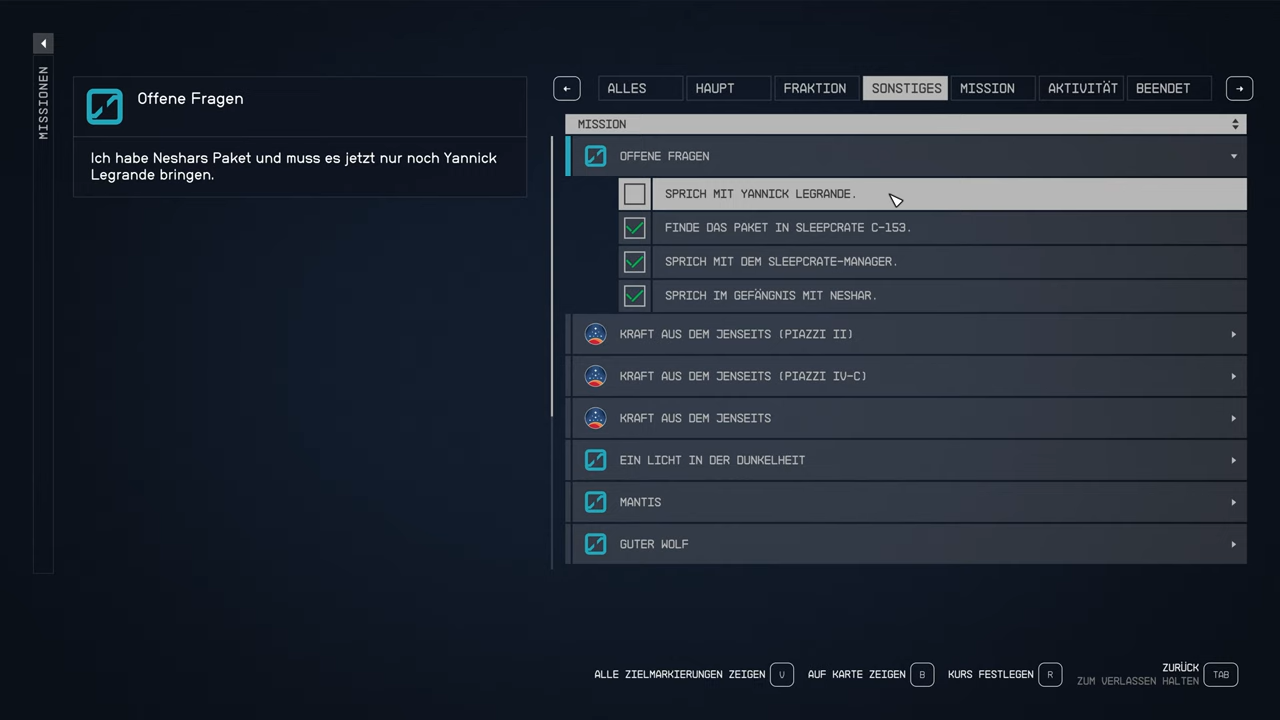 MISSIONEN
Offene Fragen
Ich habe Neshars Paket und muss es jetzt nur noch Yannick
Legrande bringen.
ALLES
HAUPT
FRAKTION
SONSTIGES
MISSION
AKTIVITÄT
BEENDET
MISSION
OFFENE FRAGEN
SPRICH MIT YANNICK LEGRANDE.
FINDE DAS PAKET IN SLEEPCRATE C-153.
SPRICH MIT DEM SLEEPCRATE-MANAGER.
SPRICH IM GEFÄNGNIS MIT NESHAR.
KRAFT AUS DEM JENSEITS (PIAZZI II)
KRAFT AUS DEM JENSEITS (PIAZZI IV-C)
KRAFT AUS DEM JENSEITS
EIN LICHT IN DER DUNKELHEIT
MANTIS
GUTER WOLF
ALLE ZIELMARKIERUNGEN ZEIGEN V
AUF KARTE ZEIGEN B
KURS FESTLEGEN R
ZURÜCK
ZUM VERLASSEN HALTEN
TAB